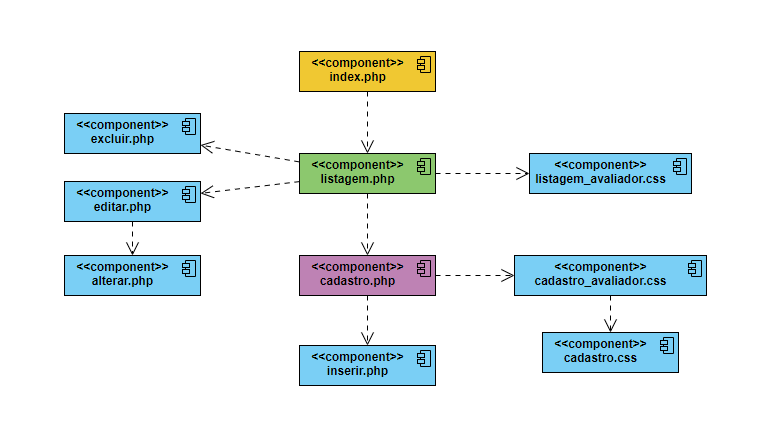 <<component>>
index.php
<<component>>
excluir.php
<<component>>
listagem.php
<<component>>
listagem_avaliador.css
<<component>>
editar.php
<<component>>
alterar.php
<<component>>
cadastro.php
<<component>>
cadastro_avaliador.css
<<component>>
inserir.php
<<component>>
cadastro.css